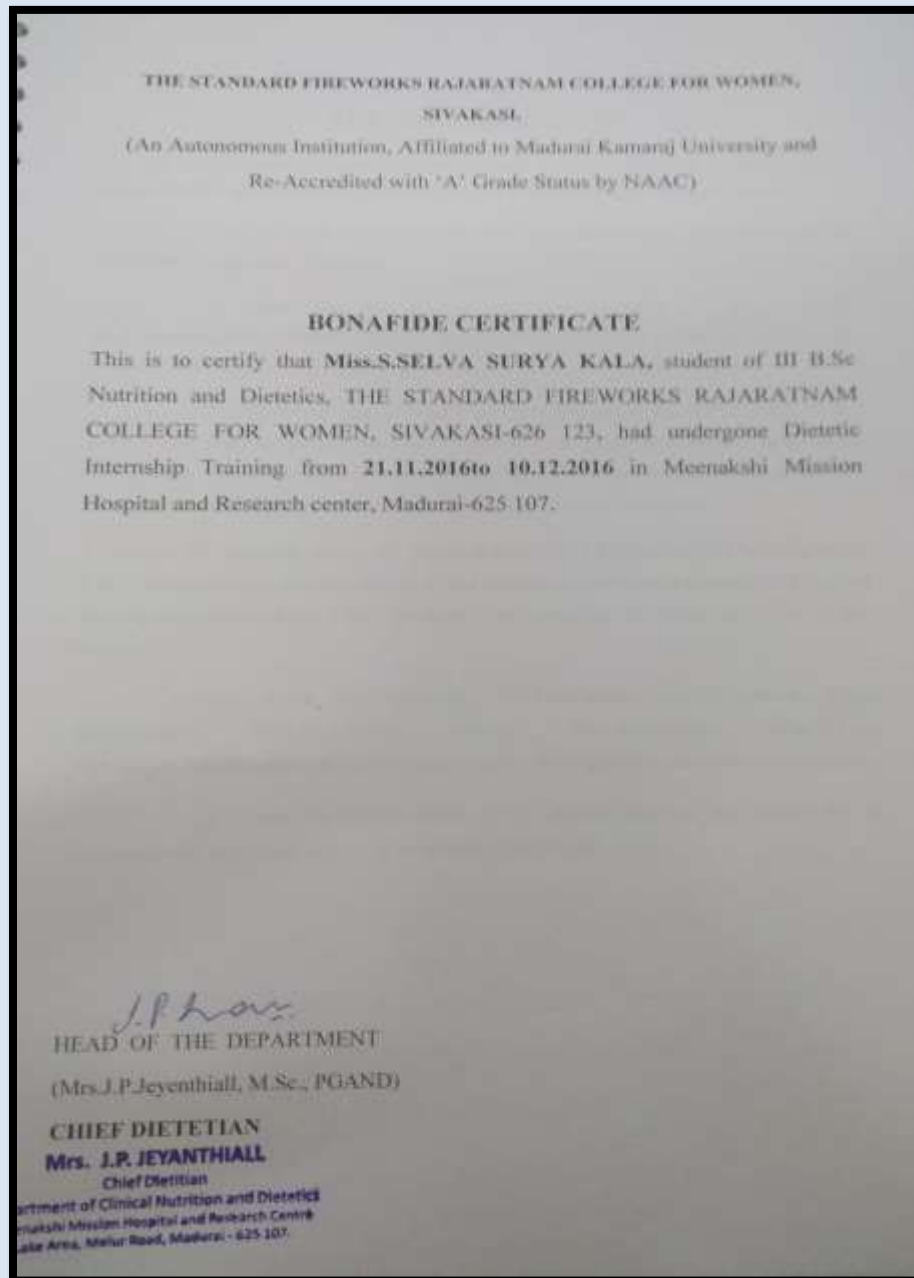 THE STANDARD FIREWORKS RAJARATNAM COLLEGE FOR WOMEN,
SIVAKASI.
(An Autonomous Institution, Affiliated to Madurai Kamaraj University and
Re-Accredited with 'A' Grade Status by NAAC)
BONAFIDE CERTIFICATE
This is to certify that Miss.S.SELVA SURYA KALA, student of III B.Sc
Nutrition and Dietetics, THE STANDARD FIREWORKS RAJARATNAM
COLLEGE FOR WOMEN, SIVAKASI-626 123, had undergone Dietetic
Internship Training from 21.11.2016to 10.12.2016 in Meenakshi Mission
Hospital and Research center, Madurai-625 107.
HEAD OF THE DEPARTMENT
(Mrs.J.P.Jeyenthiall, M.Sc., PGAND)
CHIEF DIETETIAN
Mrs. J.P. JEYANTHIALL
Chief Dietitian
artment of Clinical Nutrition and Dietetics
enakshi Mission Hospital and Research Centre
Lake Area, Melur Road, Madurai - 625 107.